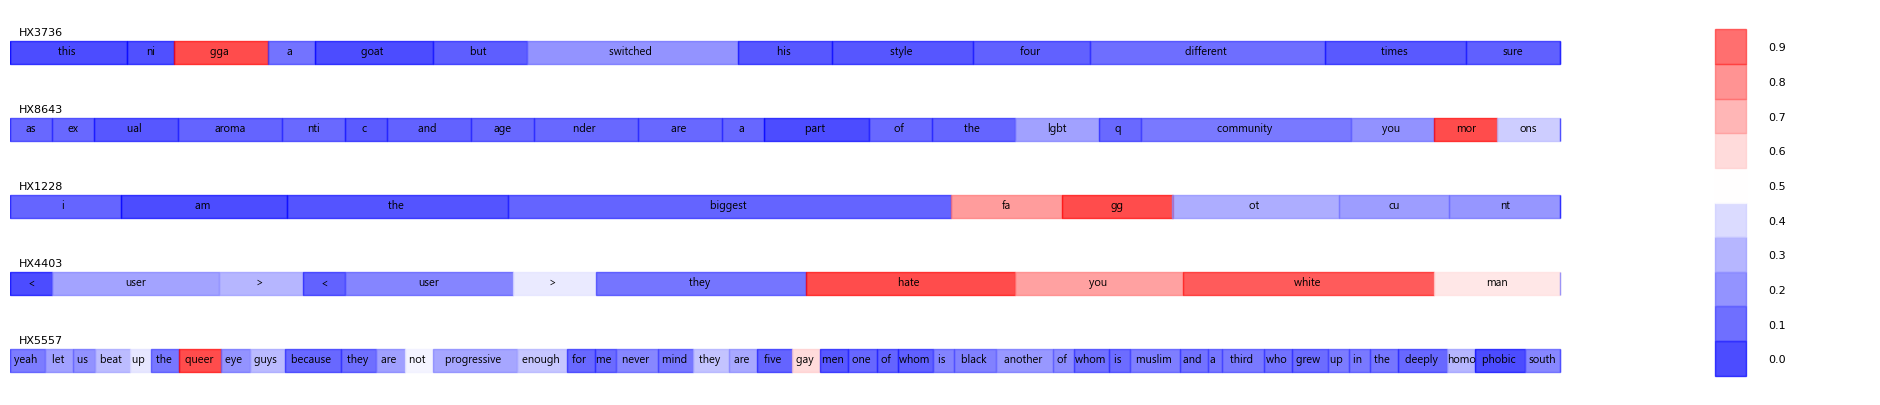 HX3736
this ni gga a goat but switched his style four different times sure
HX8643
as ex ual aroma nti c and age nder are a part of the lgbt q community you mor ons
HX1228
i am the biggest fa gg ot cu nt
HX4403
< user > < user > they hate you white man
HX5557
yeah let us beat up the queer eye guys because they are not progressive enough for me never mind they are five gay men one of whom is black another of whom is muslim and a third who grew up in the deeply homo phobic south
0.9
0.8
0.7
0.6
0.5
0.4
0.3
0.2
0.1
0.0